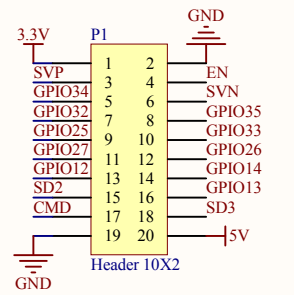 GND
3.3V
P1
1 2
SVP 3 4 EN
GPIO34 5 6 SVN
GPIO32 7 8 GPIO35
GPIO25 9 10 GPIO33
GPIO27 11 12 GPIO26
GPIO12 13 14 GPIO14
SD2 15 16 GPIO13
CMD 17 18 SD3
19 20 5V
Header 10X2
GND